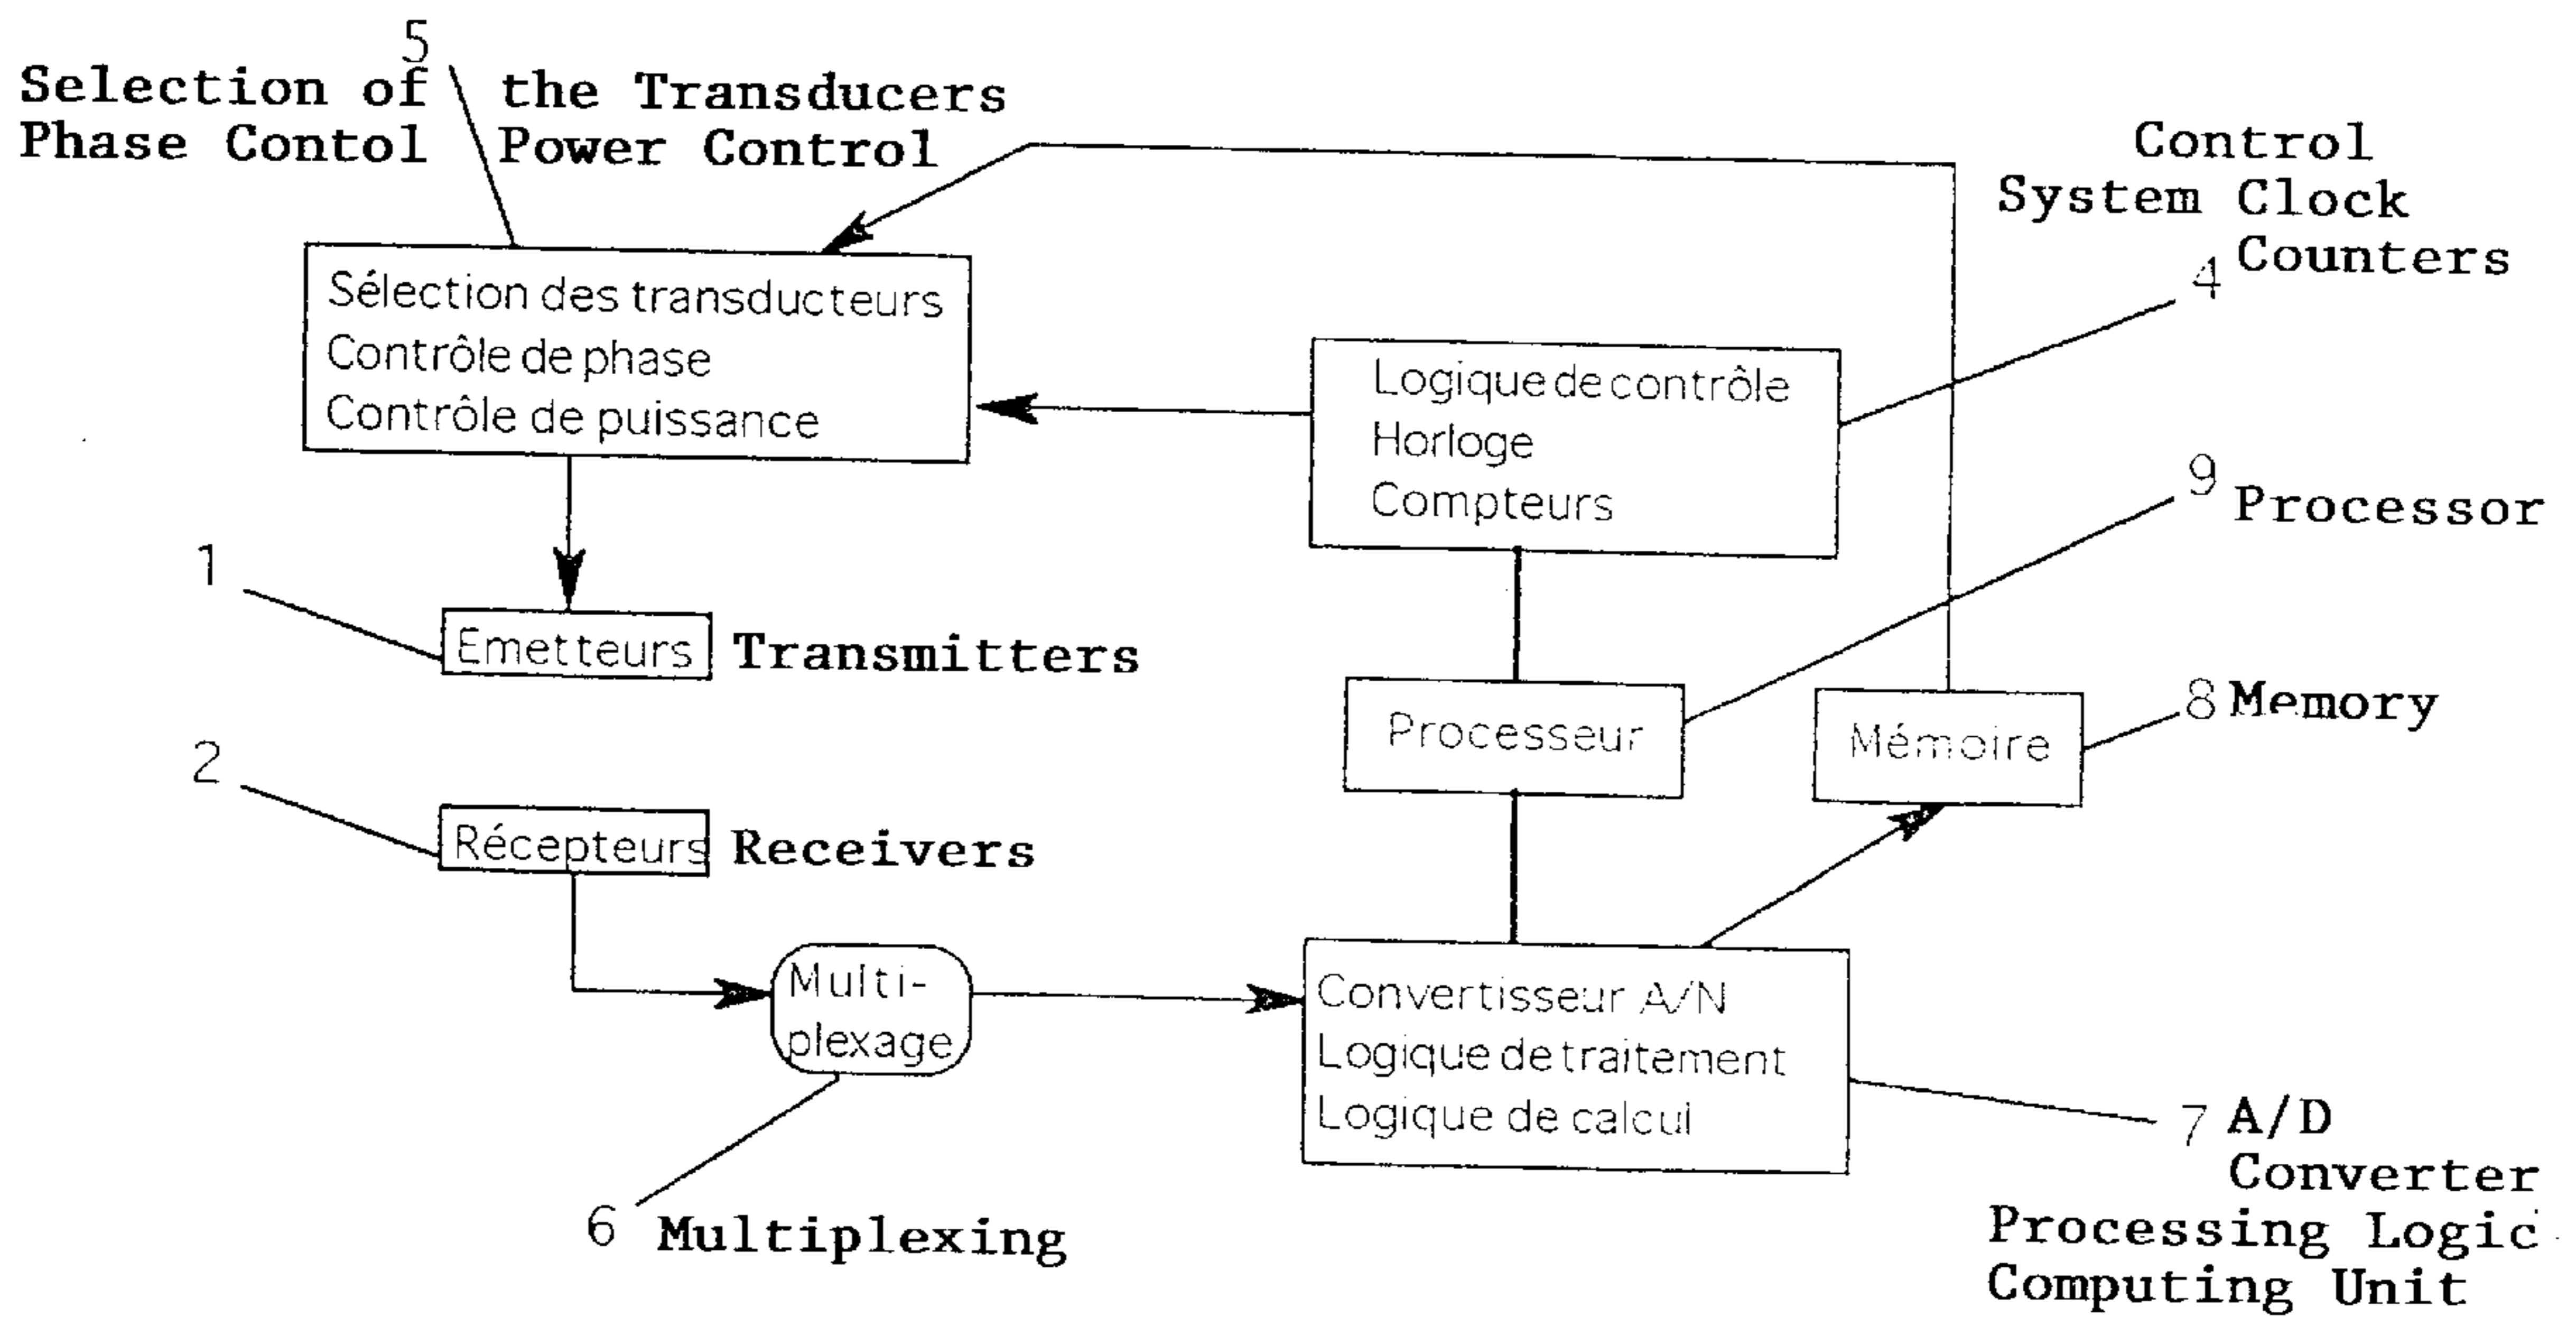 5
Selection of the Transducers
Phase Contol Power Control
Control
System Clock
Counters
4
Sélection des transducteurs
Contrôle de phase
Contrôle de puissance
Logique de contrôle
Horloge
Compteurs
9
Processor
1
Emetteurs Transmitters
Processeur
Mémoire
8 Memory
2
Récepteurs Receivers
Multi-
plexage
Convertisseur A/N
Logique de traitement
Logique de calcul
7 A/D
Converter
Processing Logic
Computing Unit
6 Multiplexing